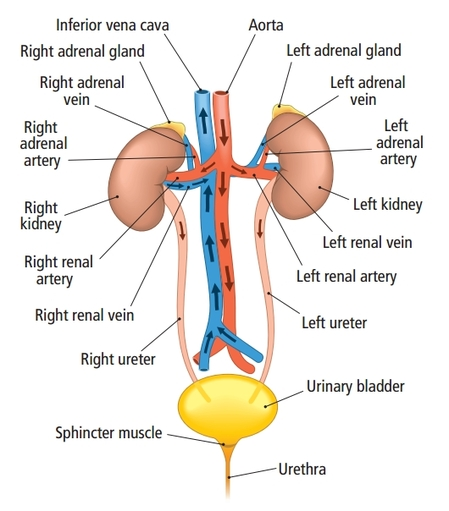 Inferior vena cava
Aorta
Right adrenal gland
Left adrenal gland
Right adrenal
vein
Left adrenal
vein
Right
adrenal
artery
Left
adrenal
artery
Right
kidney
Left kidney
Left renal vein
Right renal
artery
Left renal artery
Right renal vein
Left ureter
Right ureter
Urinary bladder
Sphincter muscle
Urethra